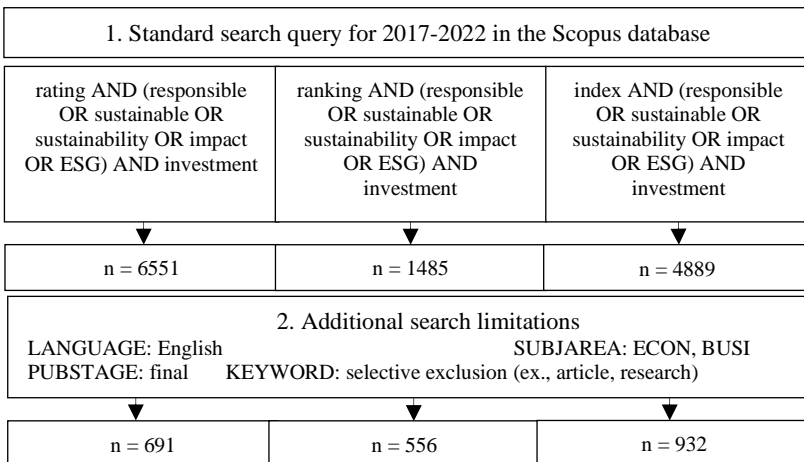 1. Standard search query for 2017-2022 in the Scopus database
rating AND (responsible
OR sustainable OR
sustainability OR impact
OR ESG) AND investment
ranking AND (responsible
OR sustainable OR
sustainability OR impact
OR ESG) AND
investment
index AND (responsible
OR sustainable OR
sustainability OR impact
OR ESG) AND
investment
n = 6551
n = 1485
n = 4889
2. Additional search limitations
LANGUAGE: English SUBJAREA: ECON, BUSI
PUBSTAGE: final KEYWORD: selective exclusion (ex., article, research)
n = 691
n = 556
n = 932